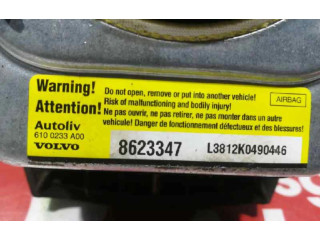 Warning! Do not open, remove or put into another vehicle!
Risk of malfunctioning and bodily injury!
AIRBAG
Attention! Ne pas ouvrir, ne pas retirer, ne pas monter dans un autre
véhicule! Danger de fonctionnement défectueux et des blessures!
Autoliv
610 0233 A00
VOLVO 8623347 L3812K0490446